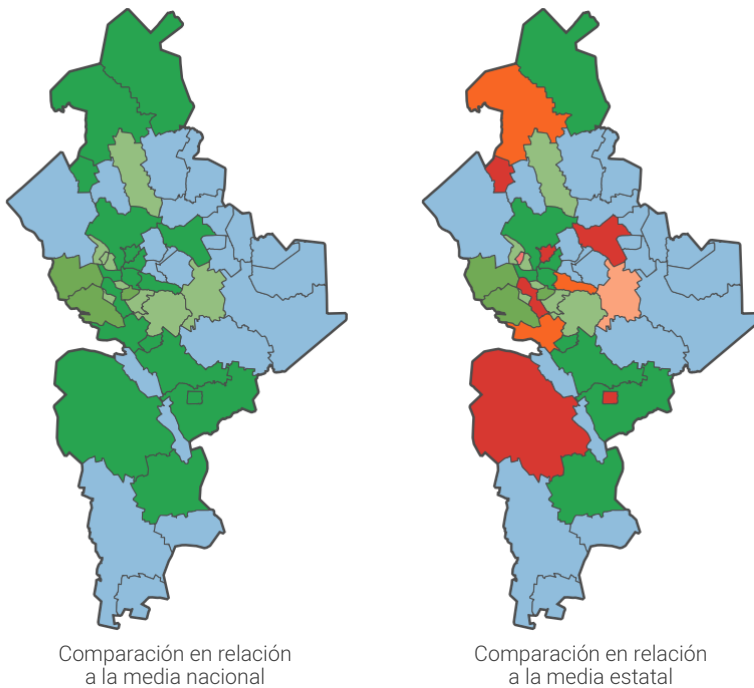 Comparación en relación
a la media nacional
Comparación en relación
a la media estatal